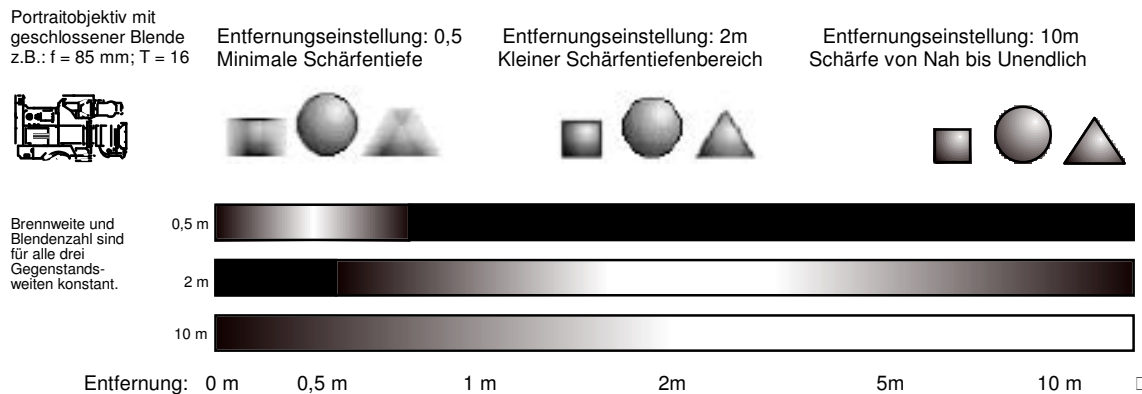 Portraitobjektiv mit
geschlossener Blende
z.B.: f = 85 mm; T = 16
Entfernungseinstellung: 0,5
Minimale Schärfentiefe
Entfernungseinstellung: 2m
Kleiner Schärfentiefenbereich
Entfernungseinstellung: 10m
Schärfe von Nah bis Unendlich
Brennweite und
Blendenzahl sind
für alle drei
Gegenstands-
weiten konstant.
0,5 m
2 m
10 m
Entfernung: 0 m 0,5 m 1 m 2m 5m 10 m